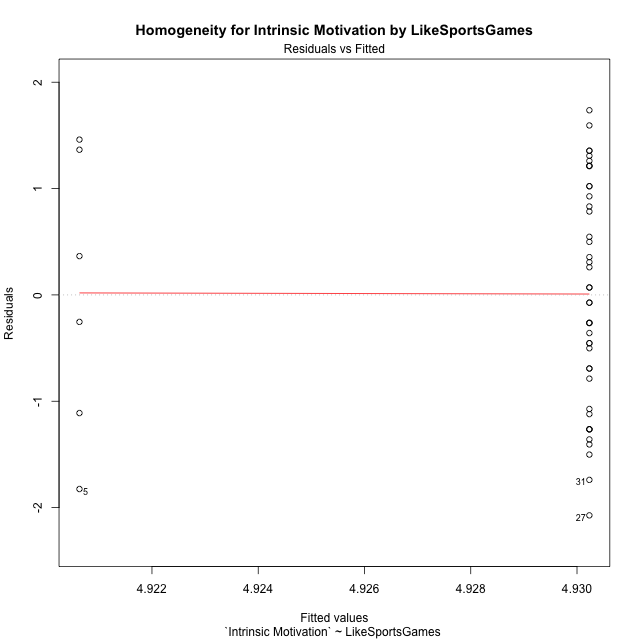 Homogeneity for Intrinsic Motivation by LikeSportsGames
Residuals vs Fitted
2
1
0
-1
-2
Residuals
5
31
27
4.922 4.924 4.926 4.928 4.930
Fitted values
`Intrinsic Motivation` ~ LikeSportsGames